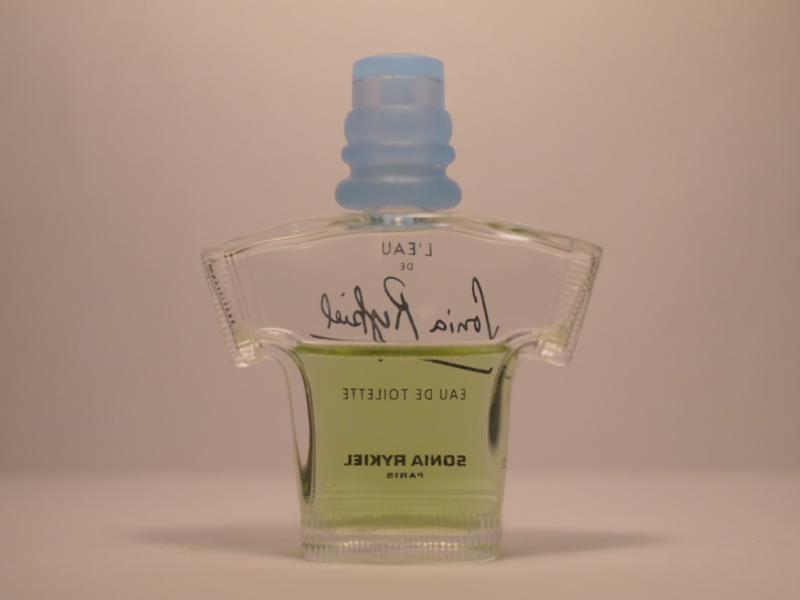 L'EAU
DE
Sonia Rykiel
EAU DE TOILETTE
SONIA RYKIEL
PARIS